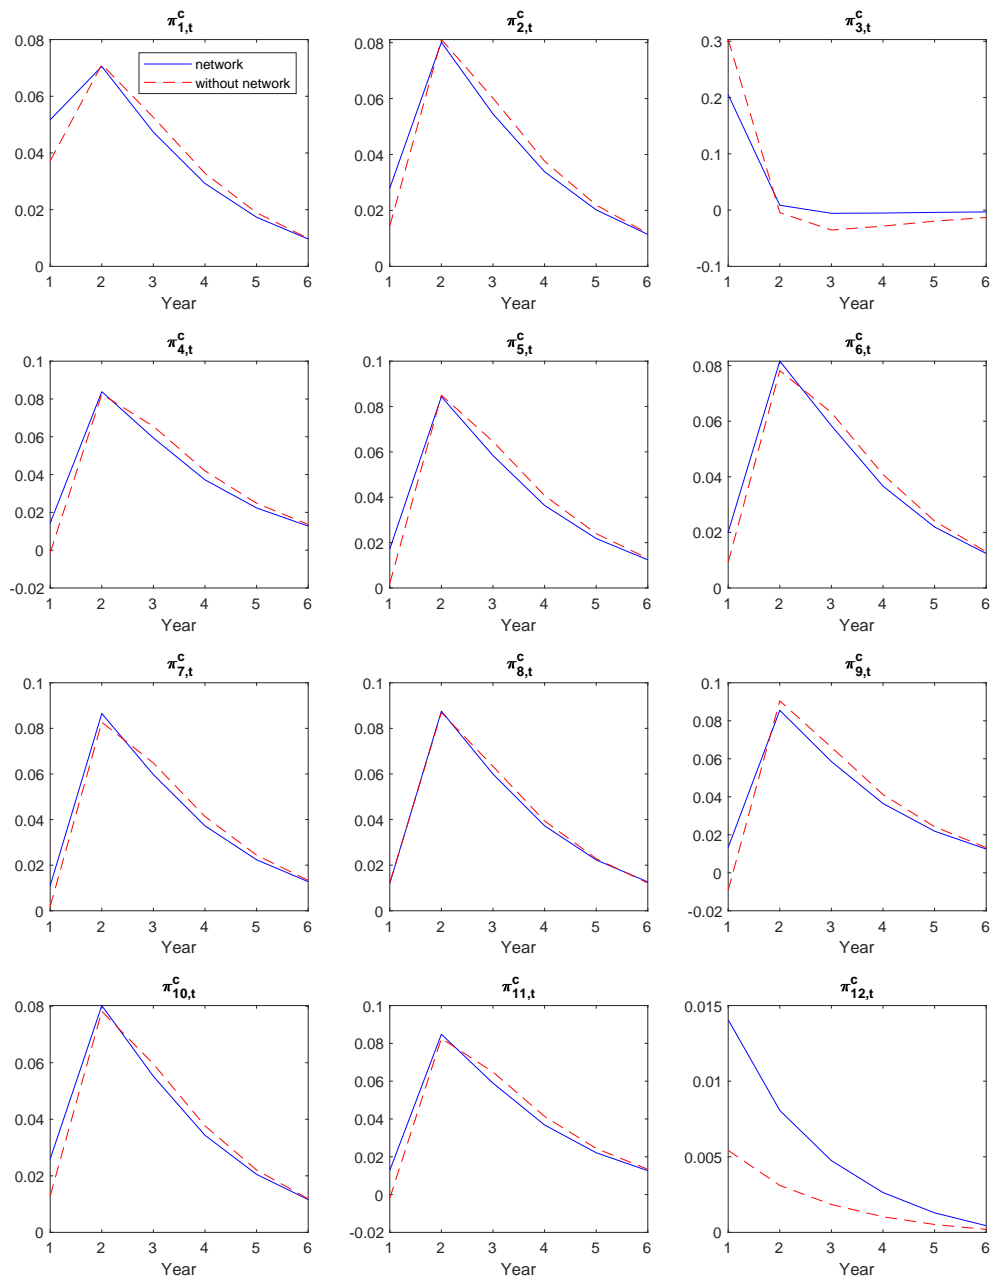 π^c_{1,t}
0.08
0.06
0.04
0.02
0
network
without network
1 2 3 4 5 6
Year
π^c_{2,t}
0.08
0.06
0.04
0.02
0
1 2 3 4 5 6
Year
π^c_{3,t}
0.3
0.2
0.1
0
-0.1
1 2 3 4 5 6
Year
π^c_{4,t}
0.1
0.08
0.06
0.04
0.02
0
-0.02
1 2 3 4 5 6
Year
π^c_{5,t}
0.1
0.08
0.06
0.04
0.02
0
1 2 3 4 5 6
Year
π^c_{6,t}
0.08
0.06
0.04
0.02
0
1 2 3 4 5 6
Year
π^c_{7,t}
0.1
0.08
0.06
0.04
0.02
0
1 2 3 4 5 6
Year
π^c_{8,t}
0.1
0.08
0.06
0.04
0.02
0
1 2 3 4 5 6
Year
π^c_{9,t}
0.1
0.08
0.06
0.04
0.02
0
-0.02
1 2 3 4 5 6
Year
π^c_{10,t}
0.08
0.06
0.04
0.02
0
1 2 3 4 5 6
Year
π^c_{11,t}
0.1
0.08
0.06
0.04
0.02
0
-0.02
1 2 3 4 5 6
Year
π^c_{12,t}
0.015
0.01
0.005
0
1 2 3 4 5 6
Year